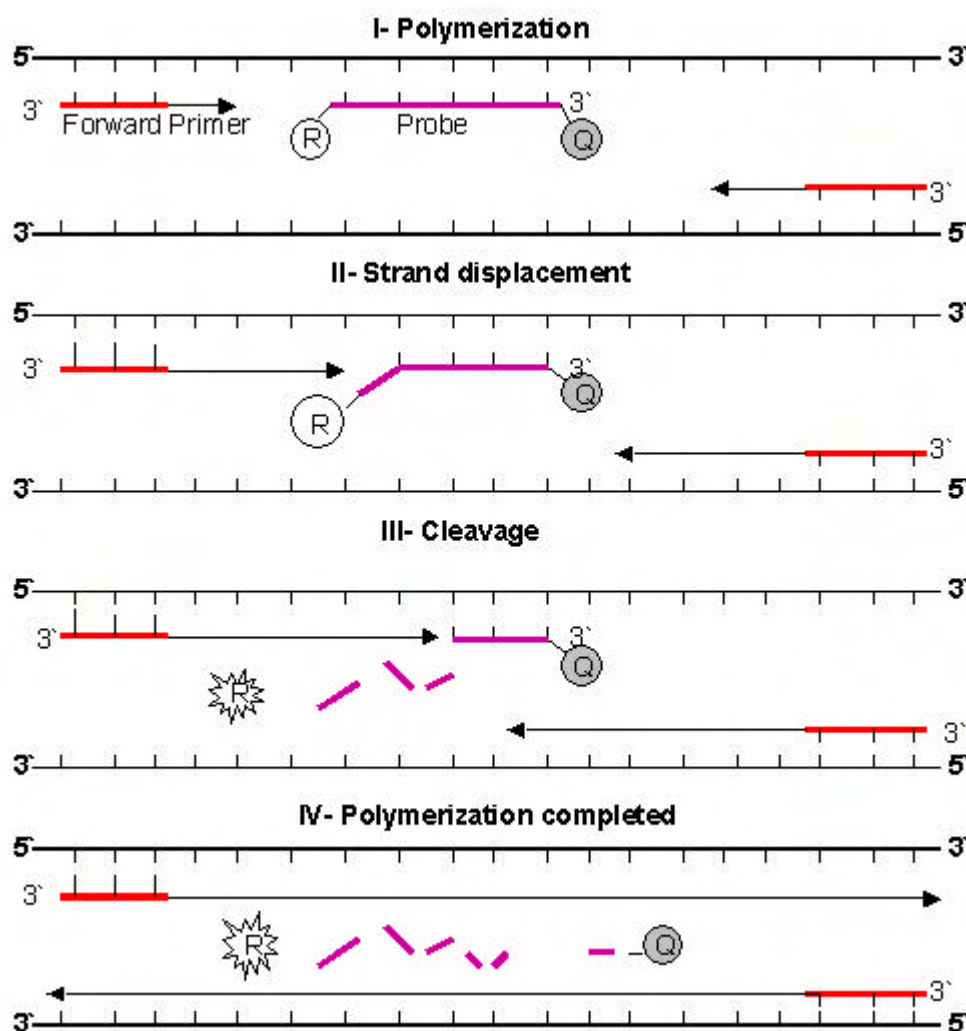 I- Polymerization
5` 3`
3` 3`
Forward Primer Probe
R Q
3`
3` 5`
II- Strand displacement
5` 3`
3` 3`
R Q
3`
3` 5`
III- Cleavage
5` 3`
3` 3`
R Q
3`
3` 5`
IV- Polymerization completed
5` 3`
3`
R Q
3`
3` 5`